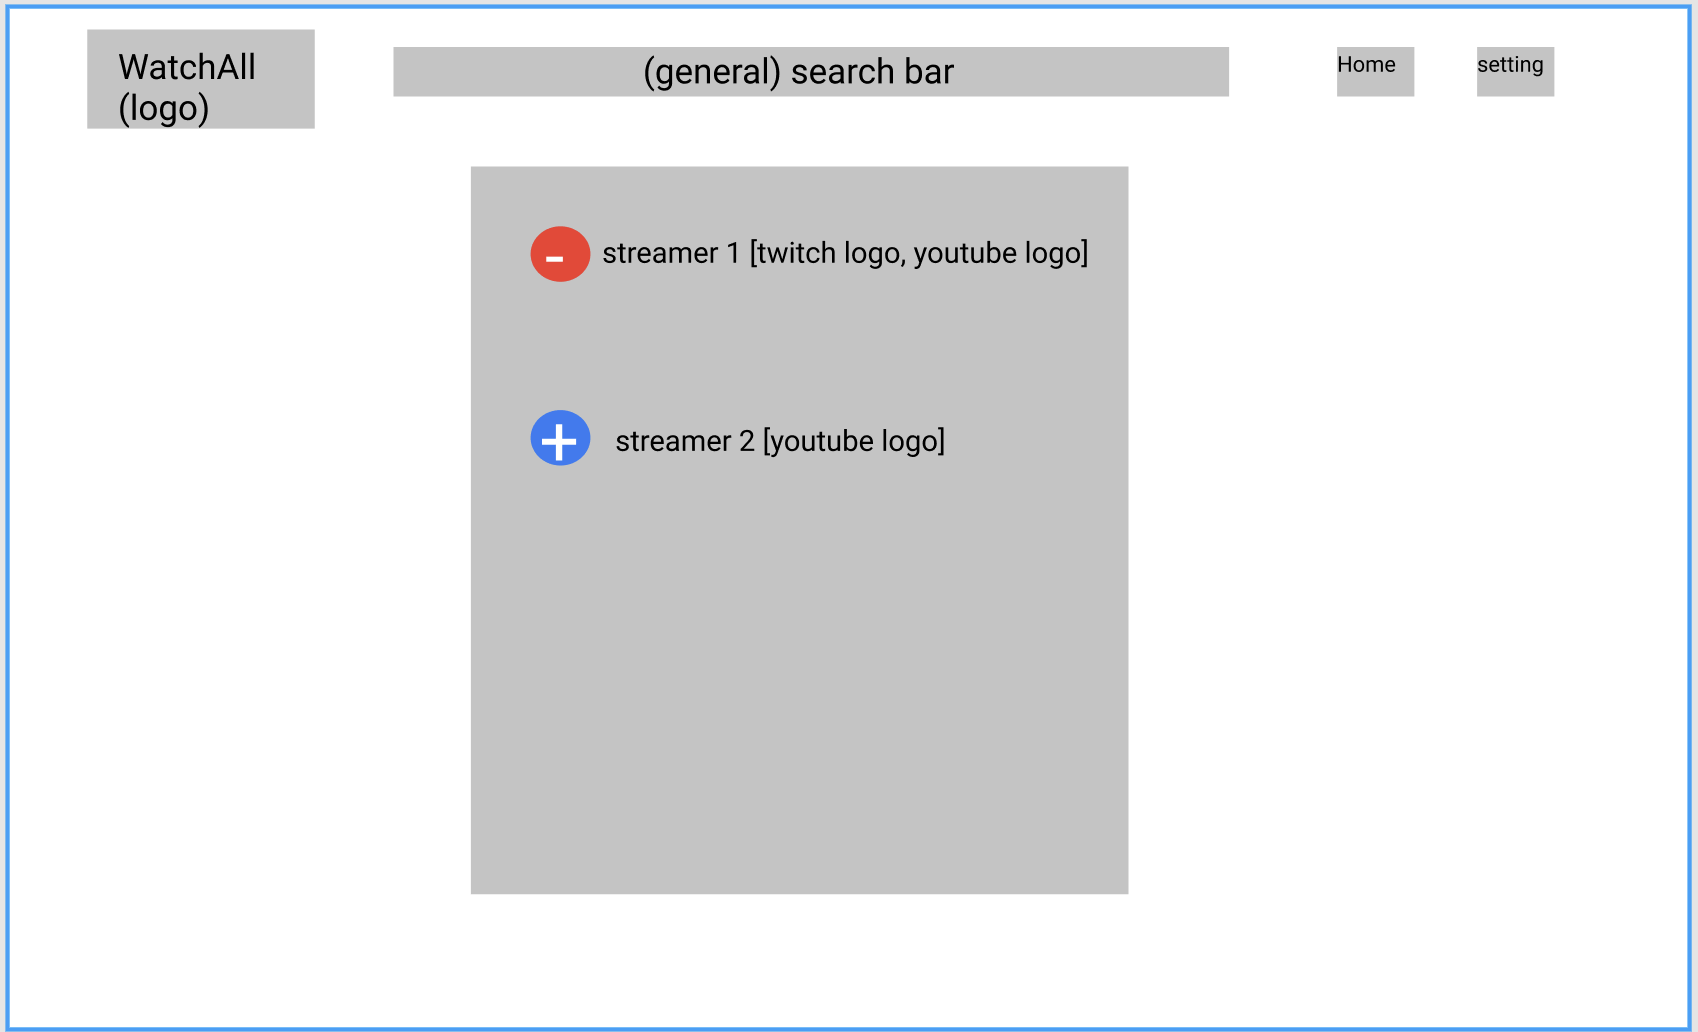 WatchAll
(logo)
(general) search bar
Home
setting
- streamer 1 [twitch logo, youtube logo]
+ streamer 2 [youtube logo]